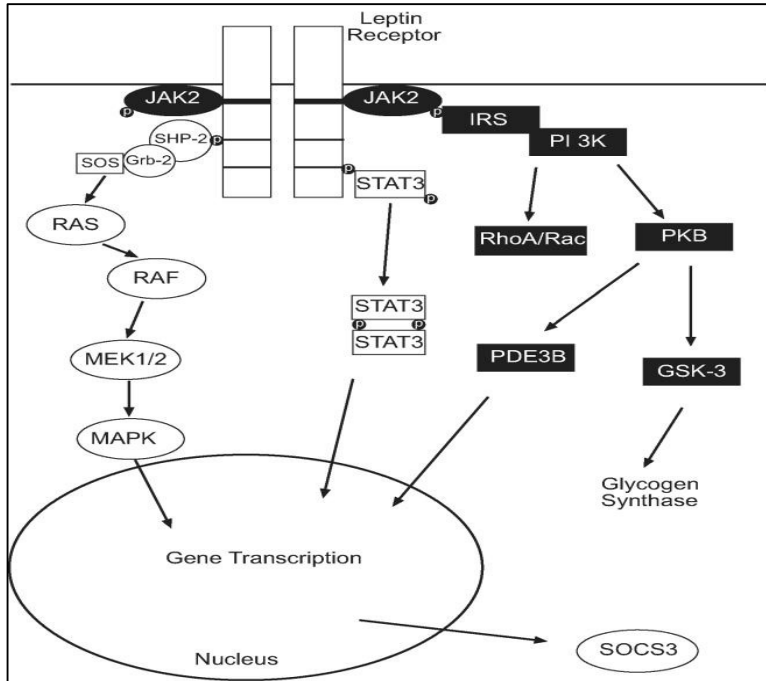 Leptin
Receptor
JAK2
JAK2
P
P
IRS
SHP-2
P
PI 3K
SOS
Grb-2
P
STAT3
P
RAS
RhoA/Rac
PKB
RAF
STAT3
P
P
STAT3
MEK1/2
PDE3B
GSK-3
MAPK
Glycogen
Synthase
Gene Transcription
SOCS3
Nucleus